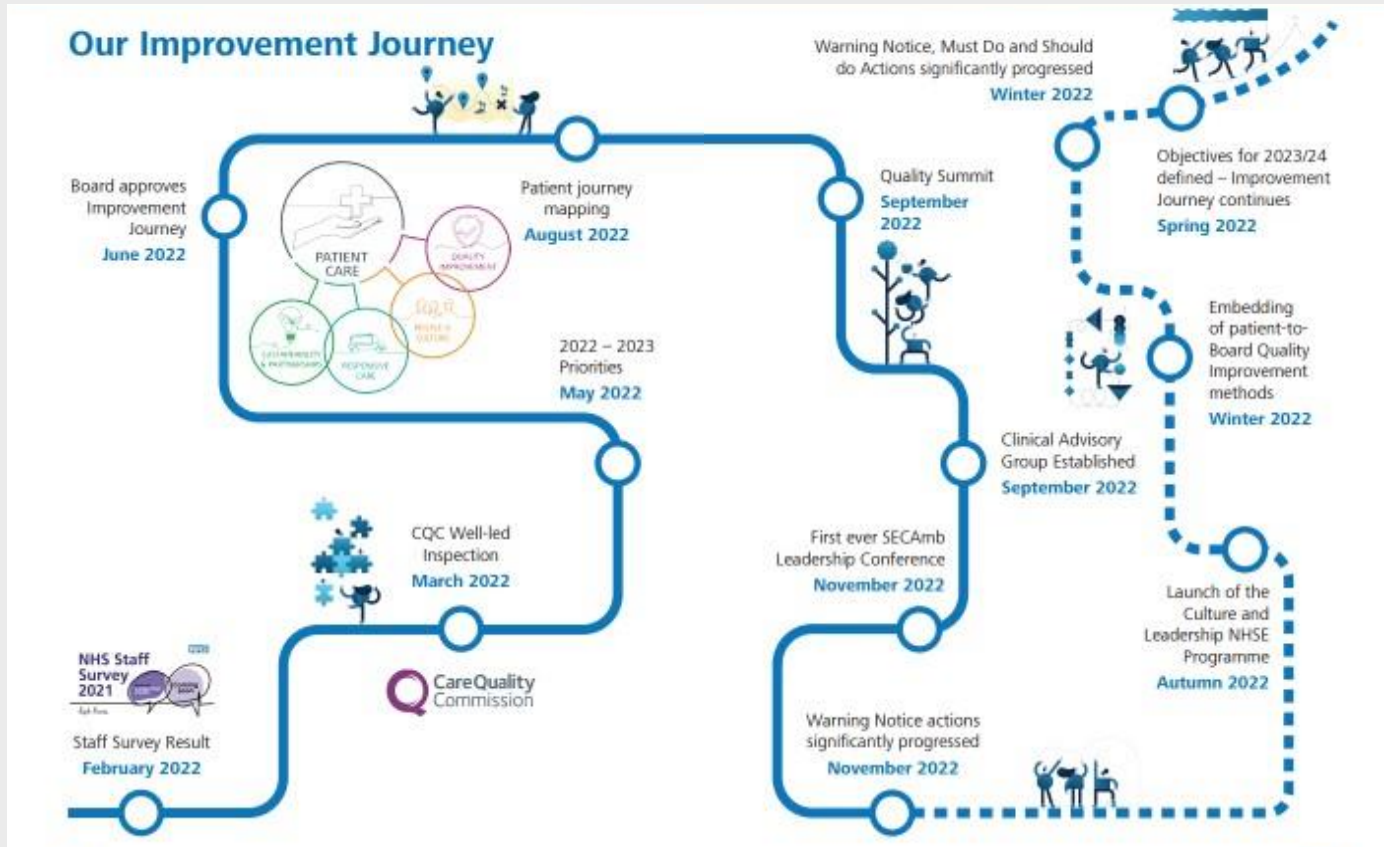 Our Improvement Journey
NHS Staff
Survey
2021
Staff Survey Result
February 2022
CQC Well-led
Inspection
March 2022
CareQuality
Commission
2022 – 2023
Priorities
May 2022
Board approves
Improvement
Journey
June 2022
PATIENT
CARE
QUALITY
IMPROVEMENT
PEOPLE &
CULTURE
RESPONSIVE
CARE
SUSTAINABILITY
& PARTNERSHIPS
Patient journey
mapping
August 2022
Quality Summit
September
2022
Clinical Advisory
Group Established
September 2022
First ever SECAmb
Leadership Conference
November 2022
Warning Notice actions
significantly progressed
November 2022
Launch of the
Culture and
Leadership NHSE
Programme
Autumn 2022
Embedding
of patient-to-
Board Quality
Improvement
methods
Winter 2022
Warning Notice, Must Do and Should
do Actions significantly progressed
Winter 2022
Objectives for 2023/24
defined – Improvement
Journey continues
Spring 2022